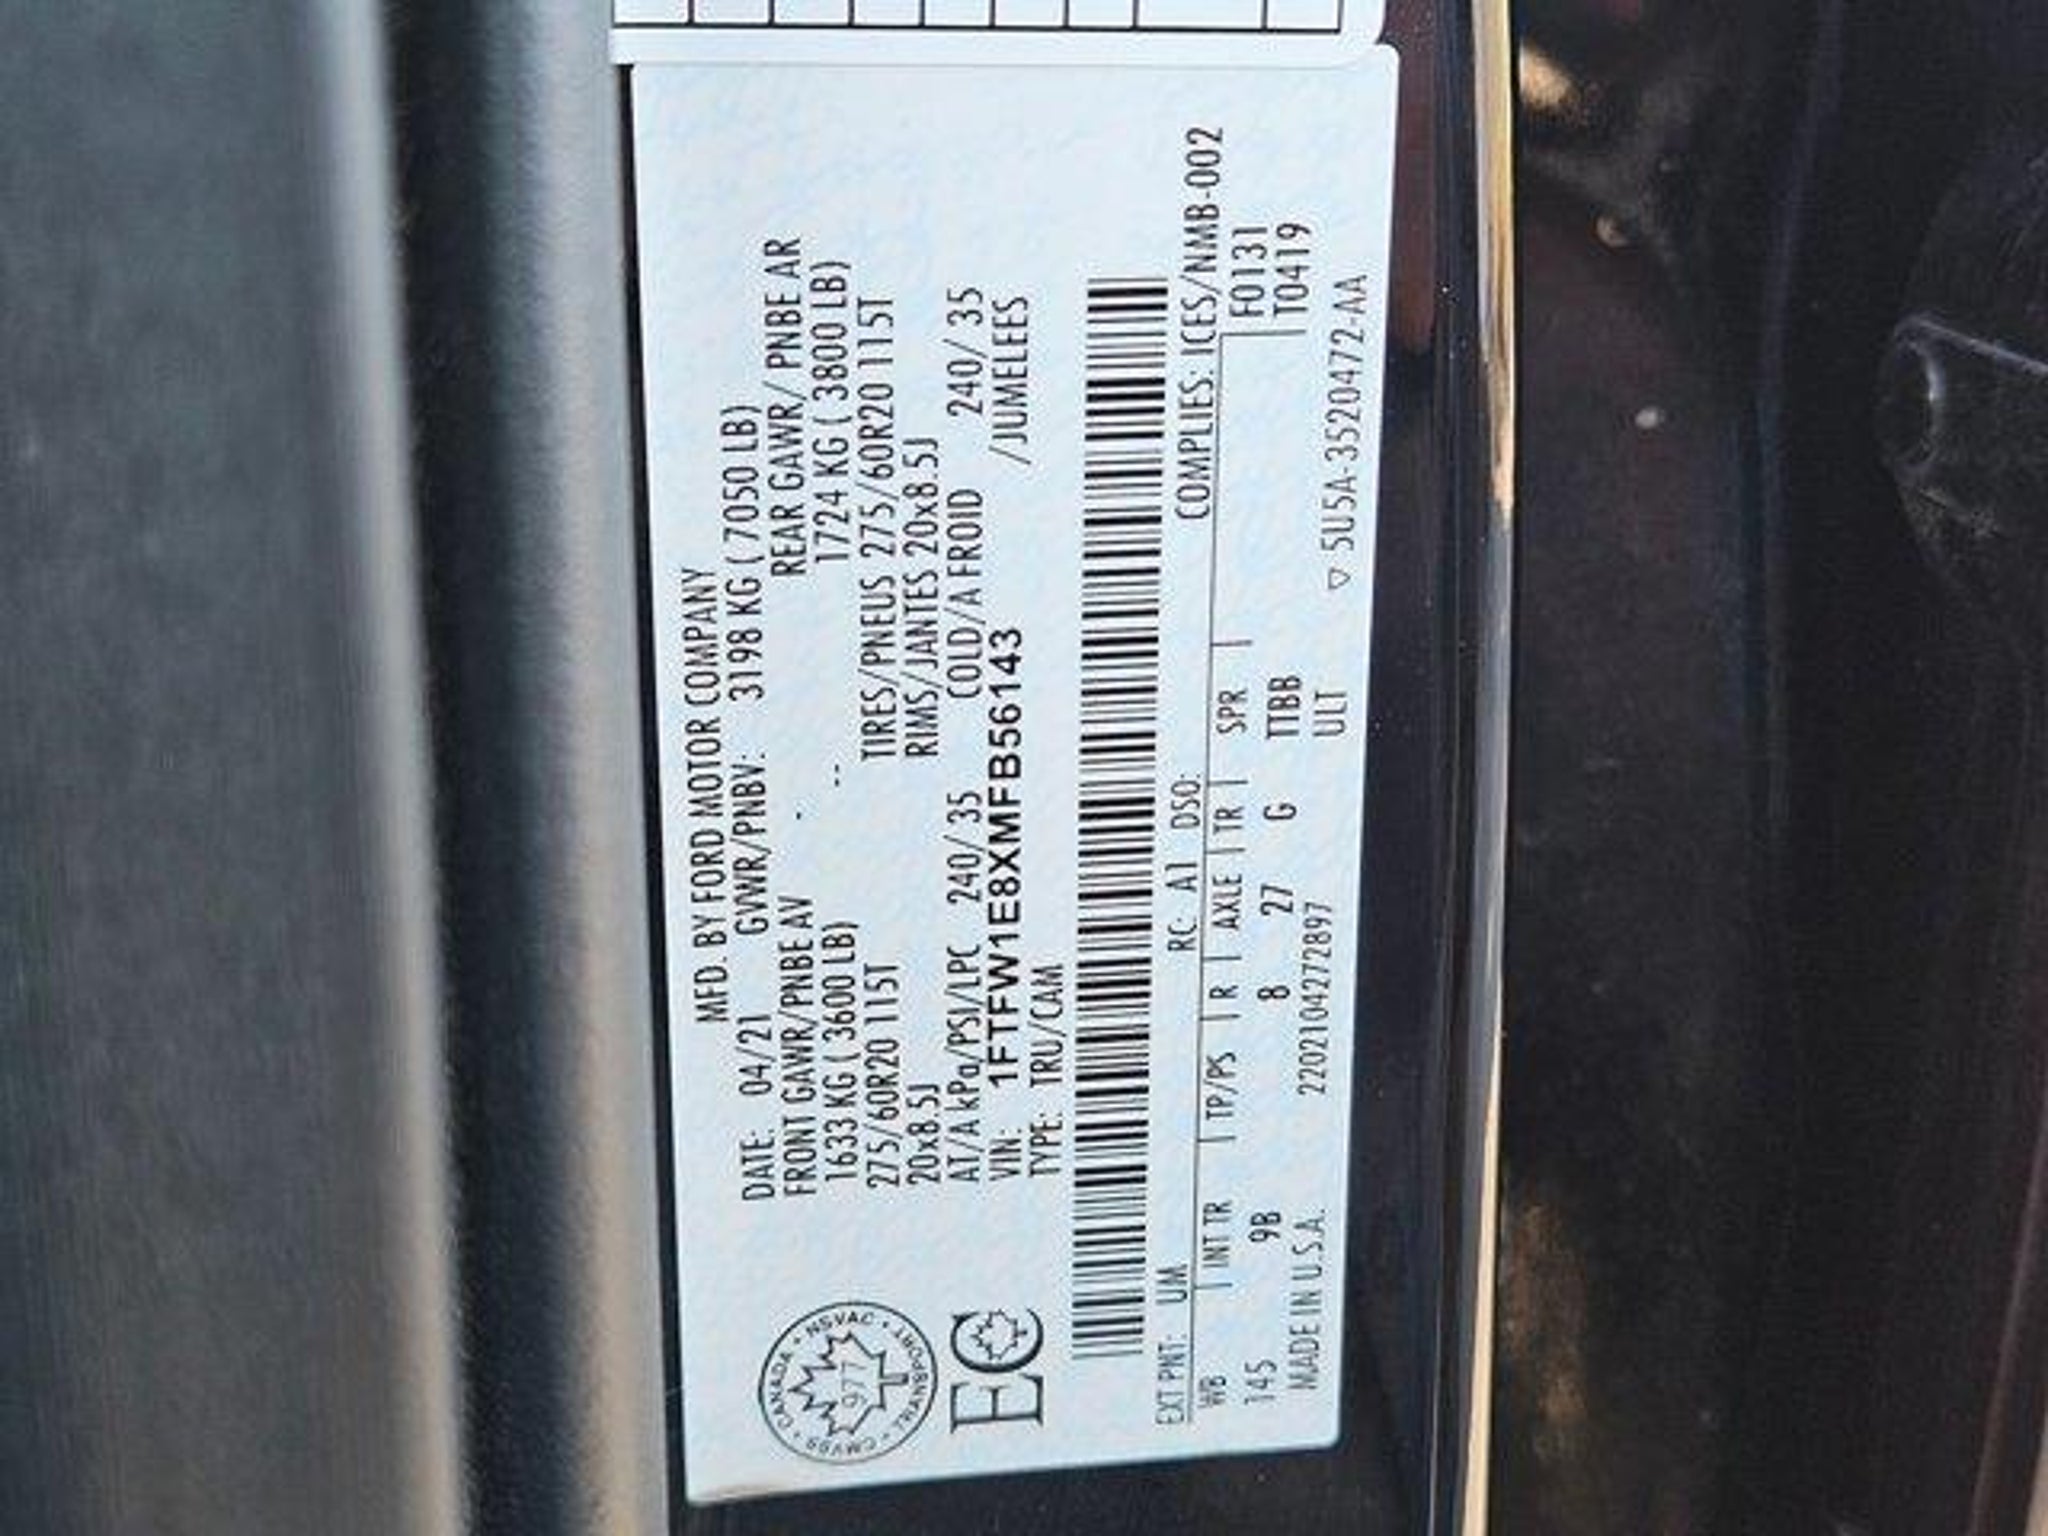 MFD. BY FORD MOTOR COMPANY
DATE: 04/21 GVWR/PNBV: 3198 KG ( 7050 LB)
FRONT GAWR/PNBE AV REAR GAWR/ PNBE AR
1633 KG ( 3600 LB) 1724 KG ( 3800 LB)
275/60R20 115T TIRES/PNEUS 275/60R20 115T
20x8.5J RIMS/JANTES 20x8.5J
AT/A kPa/PSI/LPC 240/ 35 COLD/A FROID 240/ 35
VIN: 1FTFW1E8XMFB56143 /JUMELEES
TYPE: TRU/CAM
CANADA • NSVAC • TRANSPORT • CMVSS •
977
EC
COMPLIES: ICES/NMB-002
EXT PNT: UM RC: A1 DSO: F0131
WB INT TR TP/PS R AXLE TR SPR T0419
145 9B 8 27 G TTBB
MADE IN U.S.A. 220210427 2897 ULT
▽ 5U5A-3520472-AA